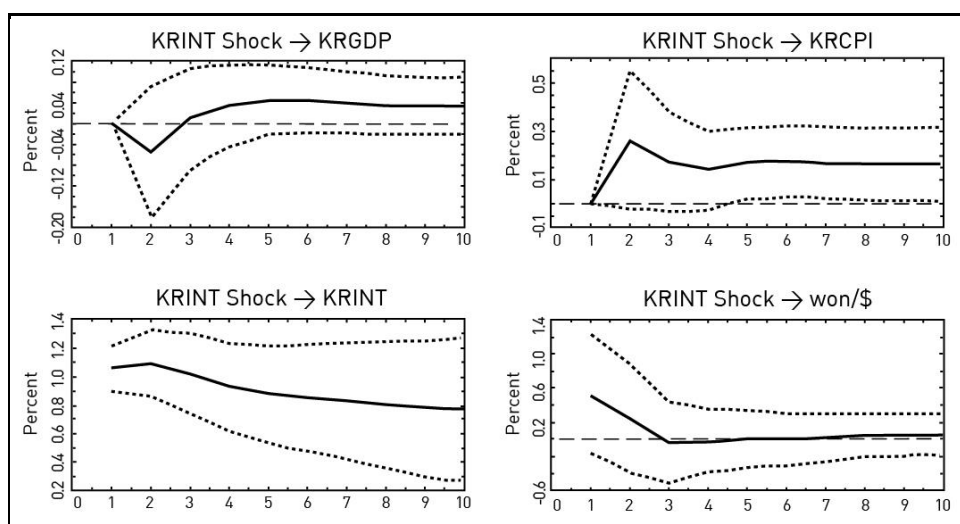 KRINT Shock → KRGDP
Percent
0.12
0.04
-0.04
-0.12
-0.20
0 1 2 3 4 5 6 7 8 9 10
KRINT Shock → KRCPI
Percent
0.5
0.3
0.1
-0.1
0 1 2 3 4 5 6 7 8 9 10
KRINT Shock → KRINT
Percent
1.4
1.2
1.0
0.8
0.6
0.4
0.2
0 1 2 3 4 5 6 7 8 9 10
KRINT Shock → won/$
Percent
1.4
1.0
0.6
0.2
-0.6
0 1 2 3 4 5 6 7 8 9 10